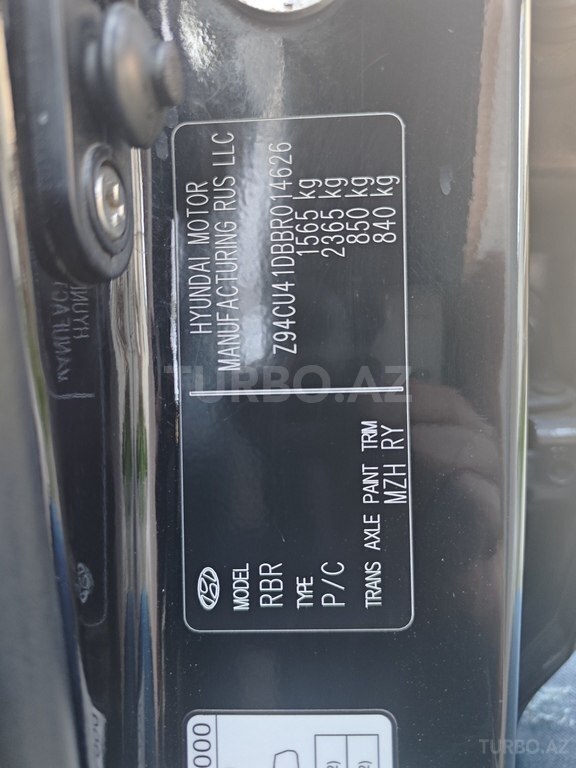 HYUNDAI MOTOR
MANUFACTURING RUS LLC
Z94CU41DBBR014626
1565 kg
2365 kg
850 kg
840 kg
MODEL
RBR
TYPE
P/C
TRANS AXLE PAINT TRIM
MZH RY
TURBO.AZ
000
TURBO.AZ